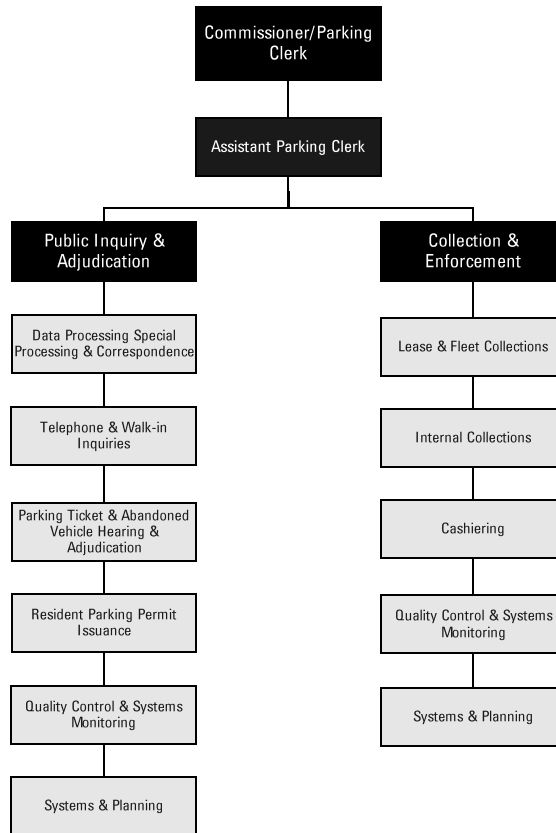 Commissioner/Parking
Clerk
Assistant Parking Clerk
Public Inquiry &
Adjudication
Data Processing Special
Processing & Correspondence
Telephone & Walk-in
Inquiries
Parking Ticket & Abandoned
Vehicle Hearing &
Adjudication
Resident Parking Permit
Issuance
Quality Control & Systems
Monitoring
Systems & Planning
Collection &
Enforcement
Lease & Fleet Collections
Internal Collections
Cashiering
Quality Control & Systems
Monitoring
Systems & Planning